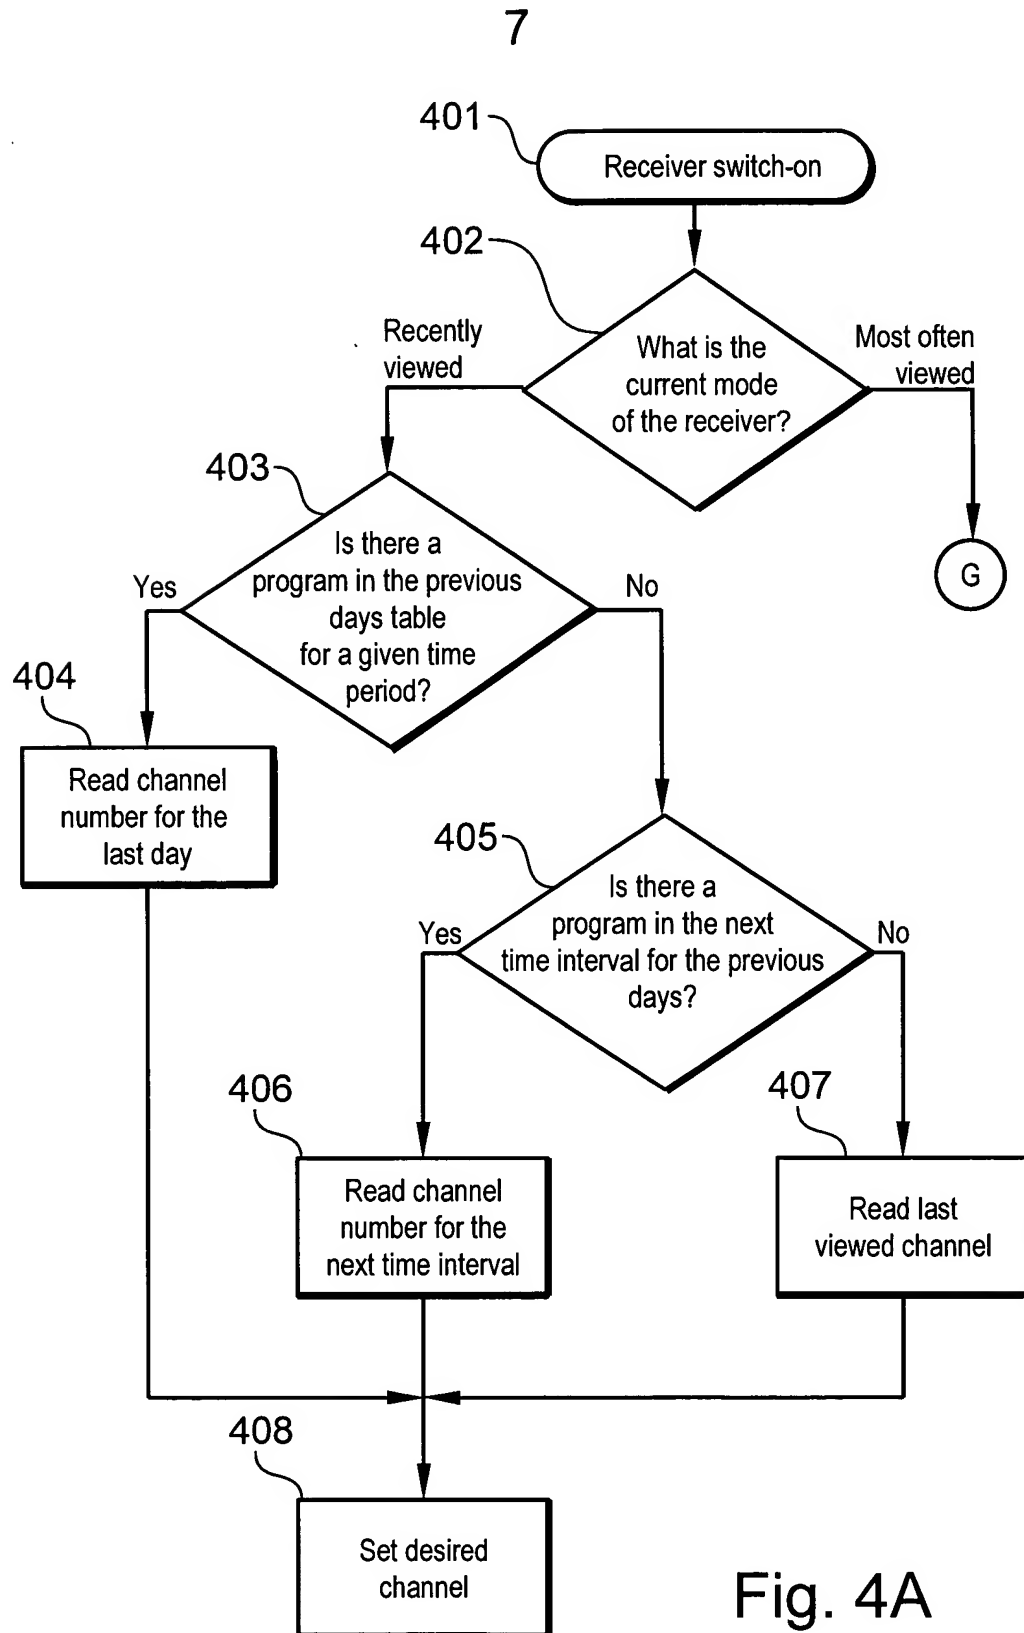 7
401
Receiver switch-on
402
Recently
viewed
What is the
current mode
of the receiver?
Most often
viewed
403
Is there a
program in the previous
days table
for a given time
period?
Yes
No
G
404
Read channel
number for the
last day
405
Is there a
program in the next
time interval for the previous
days?
Yes
No
406
Read channel
number for the
next time interval
407
Read last
viewed channel
408
Set desired
channel
Fig. 4A